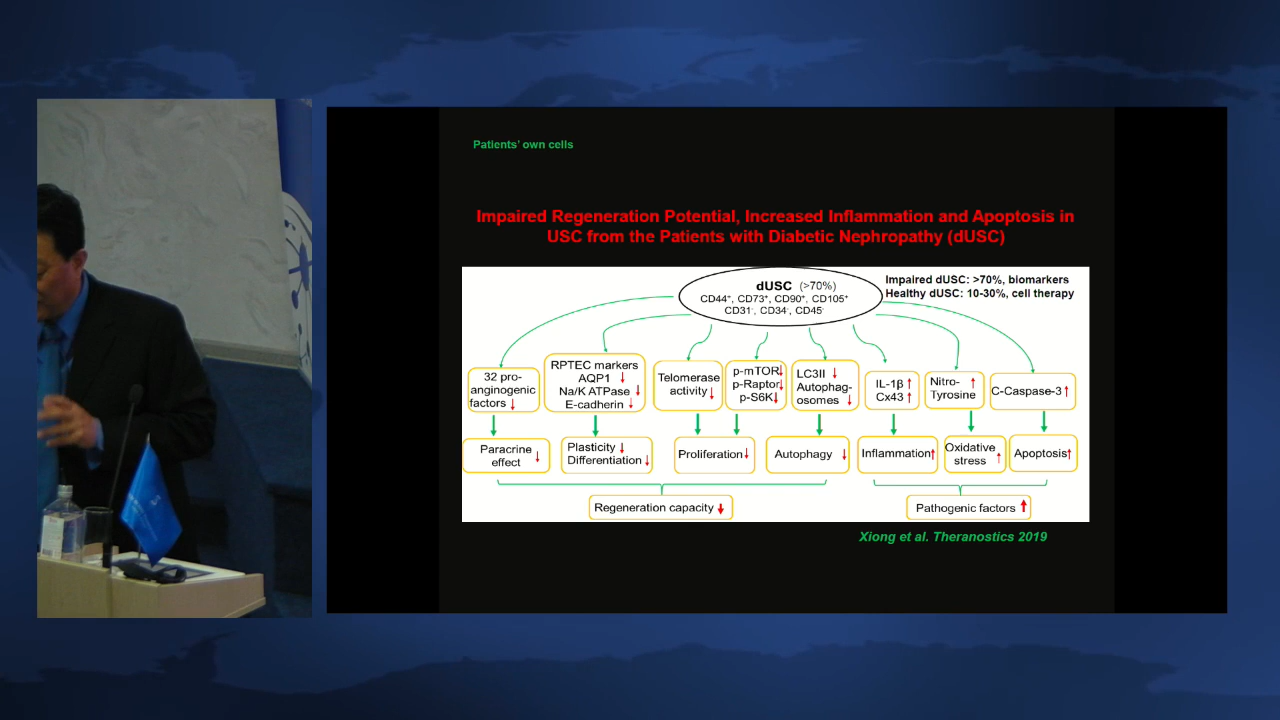 Patients' own cells
Impaired Regeneration Potential, Increased Inflammation and Apoptosis in
USC from the Patients with Diabetic Nephropathy (dUSC)
dUSC (>70%)
CD44⁺, CD73⁺, CD90⁺, CD105⁺
CD31⁻, CD34⁻, CD45⁻
Impaired dUSC: >70%, biomarkers
Healthy dUSC: 10-30%, cell therapy
32 pro-
anginogenic
factors ↓
RPTEC markers
AQP1 ↓
Na/K ATPase ↓
E-cadherin ↓
Telomerase
activity ↓
p-mTOR↓
p-Raptor↓
p-S6K↓
LC3II ↓
Autophag-
osomes ↓
IL-1β ↑
Cx43 ↑
Nitro- ↑
Tyrosine
C-Caspase-3↑
Paracrine
effect ↓
Plasticity ↓
Differentiation ↓
Proliferation↓
Autophagy ↓
Inflammation↑
Oxidative
stress ↑
Apoptosis↑
Regeneration capacity ↓
Pathogenic factors ↑
Xiong et al. Theranostics 2019